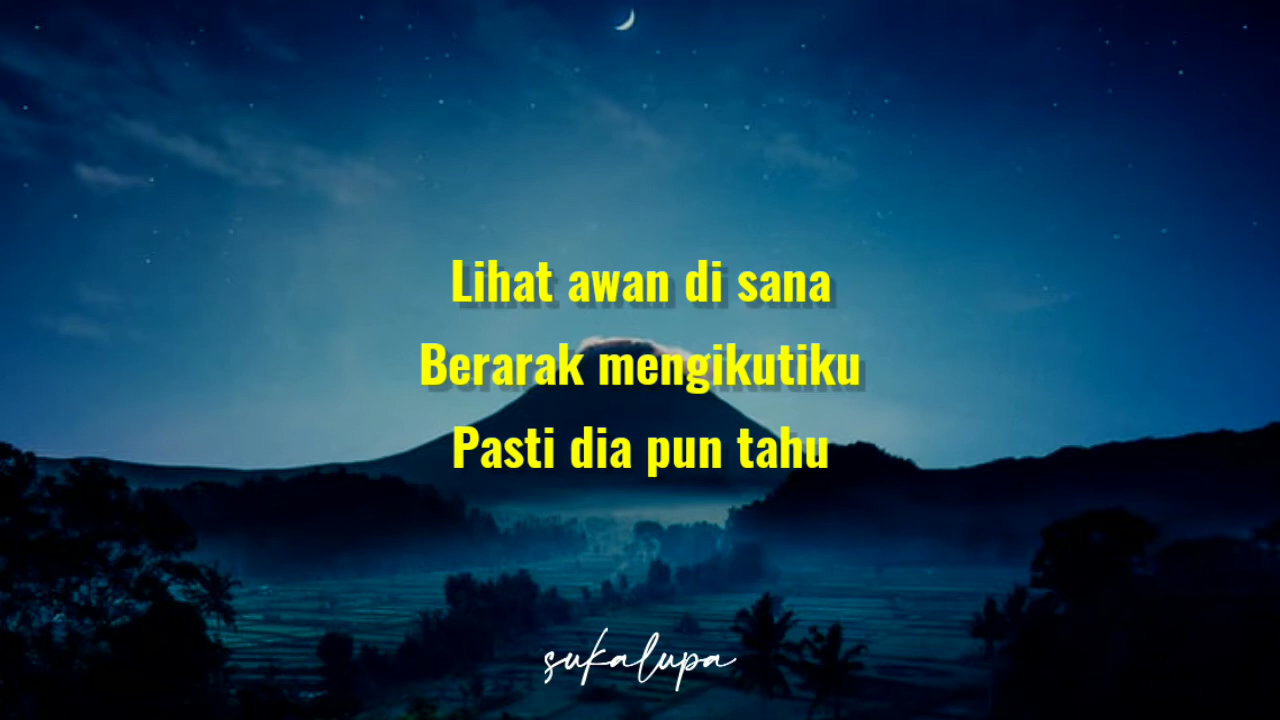 Lihat awan di sana
Berarak mengikutiku
Pasti dia pun tahu
sukalupa